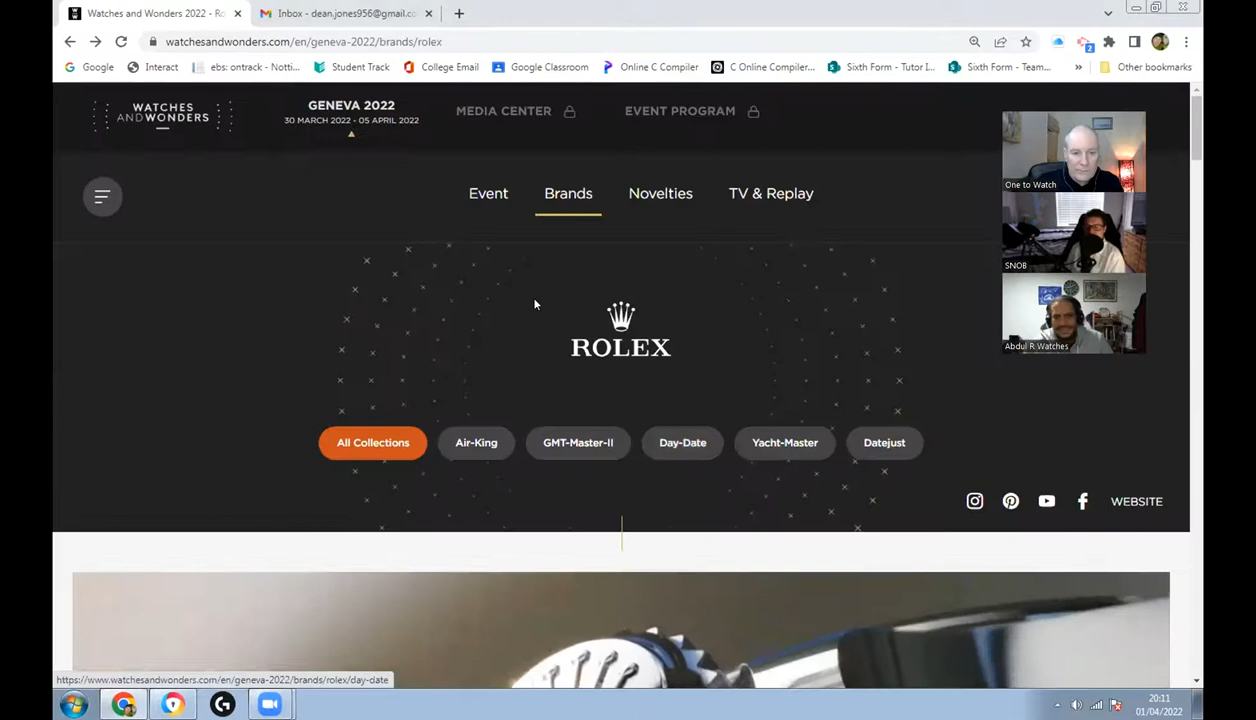 Watches and Wonders 2022 - Ro
Inbox - dean.jones956@gmail.co
watchesandwonders.com/en/geneva-2022/brands/rolex
2
Google
Interact
ebs: ontrack - Notti...
Student Track
College Email
Google Classroom
Online C Compiler
C Online Compiler...
Sixth Form - Tutor I...
Sixth Form - Team...
»
Other bookmarks
WATCHES
AND WONDERS
GENEVA 2022
30 MARCH 2022 - 05 APRIL 2022
MEDIA CENTER
EVENT PROGRAM
One to Watch
Event
Brands
Novelties
TV & Replay
SNOB
ROLEX
Abdul R Watches
All Collections
Air-King
GMT-Master-II
Day-Date
Yacht-Master
Datejust
WEBSITE
https://www.watchesandwonders.com/en/geneva-2022/brands/rolex/day-date
20:11
01/04/2022